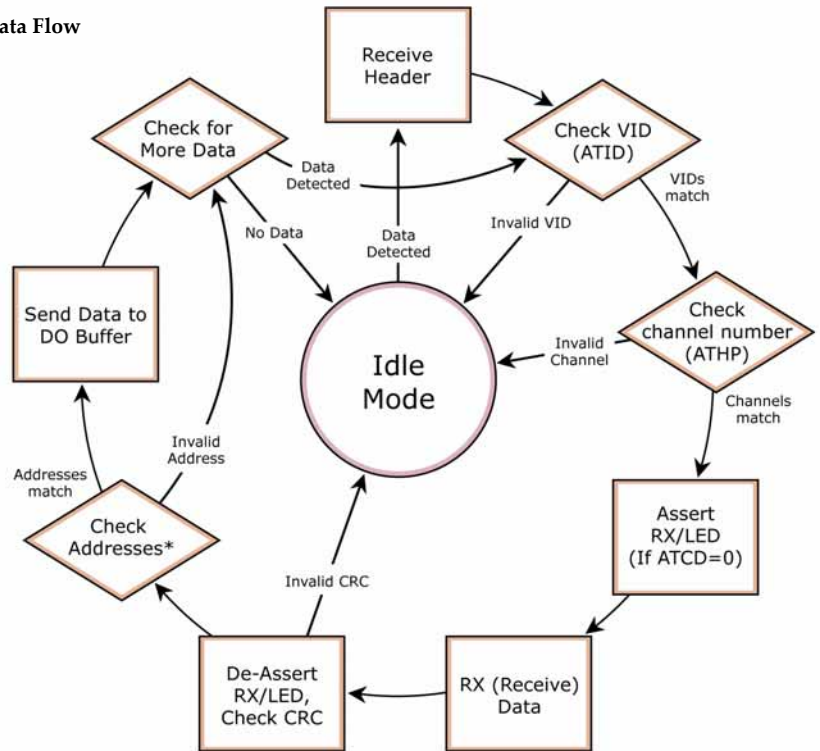 ata Flow
Receive
Header
Check for
More Data
Check VID
(ATID)
Data
Detected
VIDs
match
No Data
Data
Detected
Invalid VID
Send Data to
DO Buffer
Check
channel number
(ATHP)
Idle
Mode
Invalid
Channel
Channels
match
Invalid
Address
Addresses
match
Check
Addresses*
Assert
RX/LED
(If ATCD=0)
Invalid CRC
De-Assert
RX/LED,
Check CRC
RX (Receive)
Data